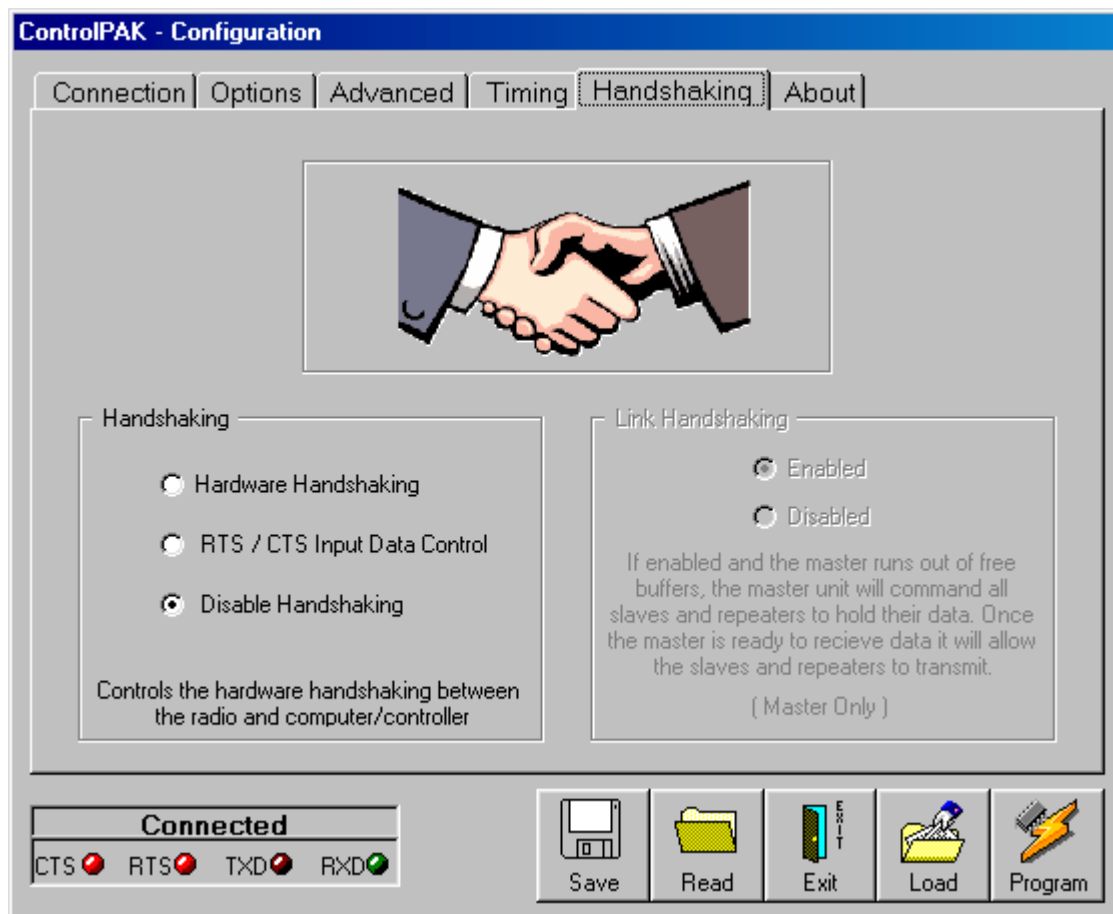 ControlPAK - Configuration
Connection Options Advanced Timing Handshaking About
Handshaking
Hardware Handshaking
RTS / CTS Input Data Control
Disable Handshaking
Controls the hardware handshaking between
the radio and computer/controller
Link Handshaking
Enabled
Disabled
If enabled and the master runs out of free
buffers, the master unit will command all
slaves and repeaters to hold their data. Once
the master is ready to recieve data it will allow
the slaves and repeaters to transmit.
( Master Only )
Connected
CTS RTS TXD RXD
Save
Read
EXIT
Exit
Load
Program